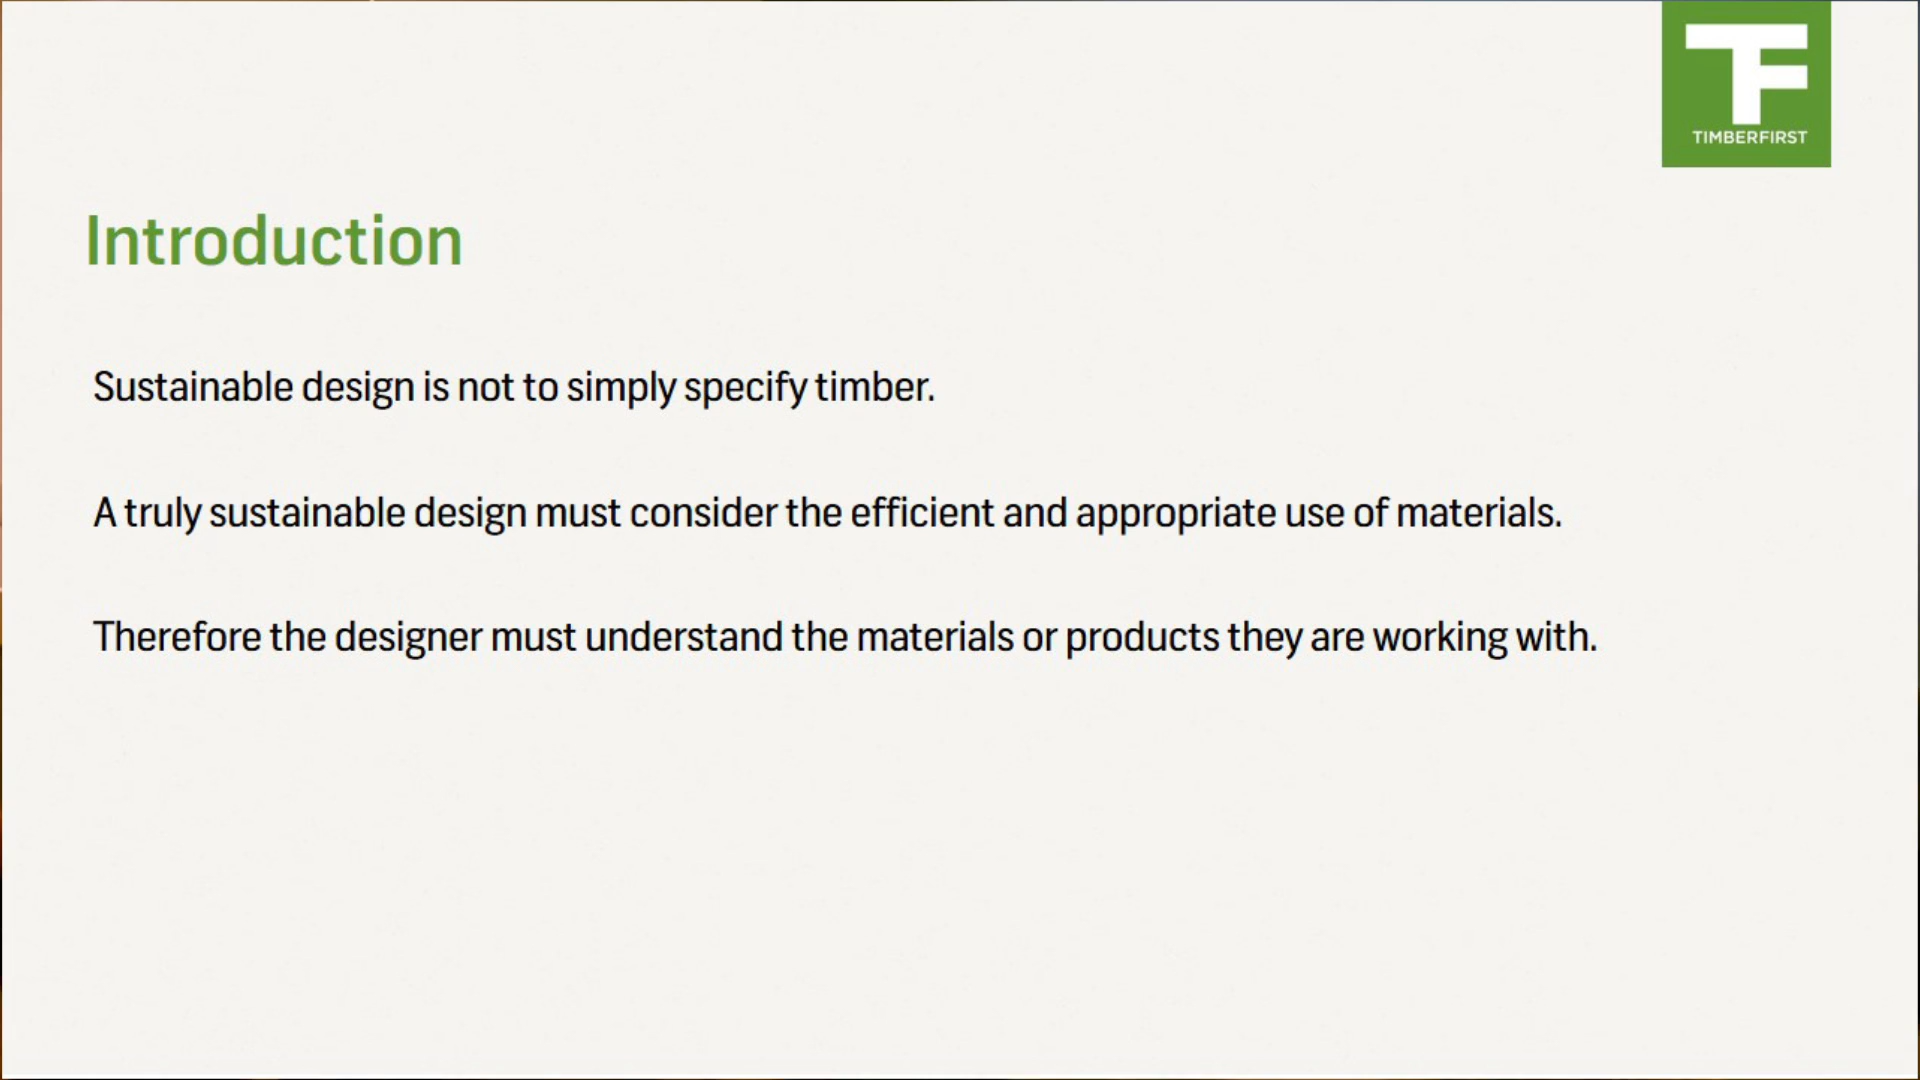 TF
TIMBERFIRST
Introduction
Sustainable design is not to simply specify timber.
A truly sustainable design must consider the efficient and appropriate use of materials.
Therefore the designer must understand the materials or products they are working with.